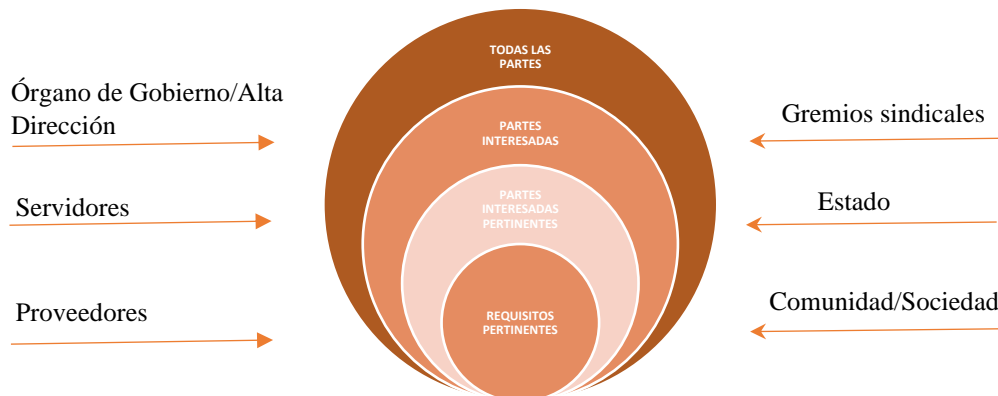 Órgano de Gobierno/Alta
Dirección
Servidores
Proveedores
TODAS LAS
PARTES
PARTES
INTERESADAS
PARTES
INTERESADAS
PERTINENTES
REQUISITOS
PERTINENTES
Gremios sindicales
Estado
Comunidad/Sociedad